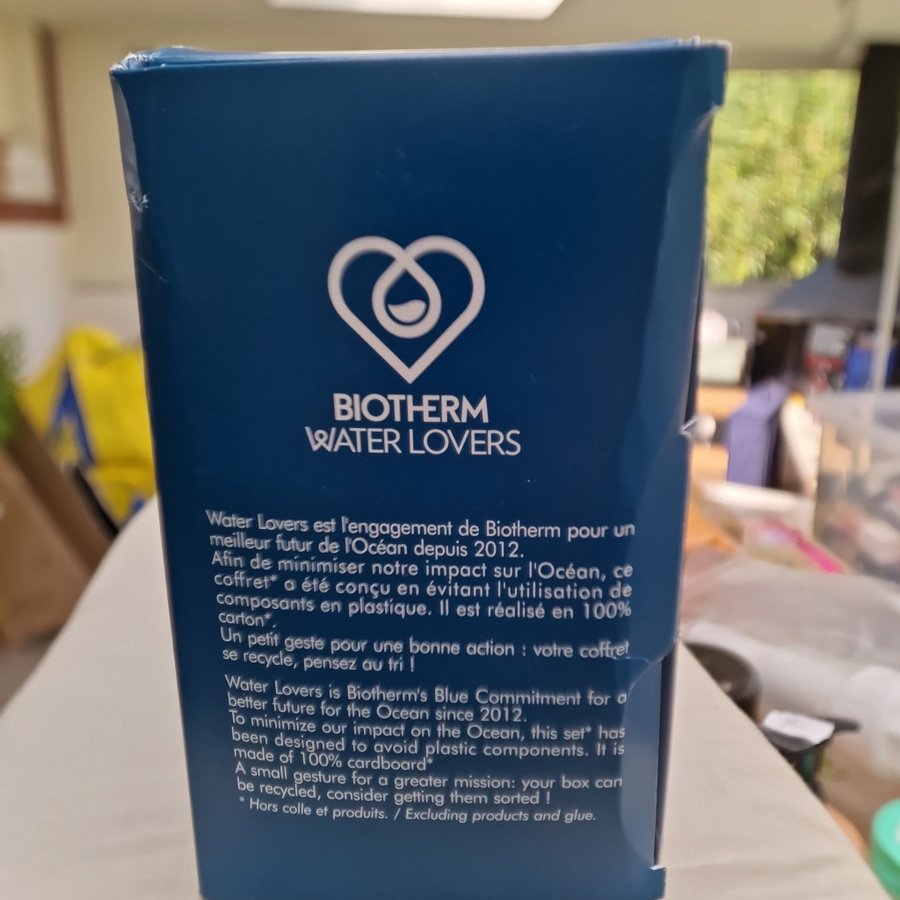 BIOTHERM
WATER LOVERS
Water Lovers est l'engagement de Biotherm pour un
meilleur futur de l'Océan depuis 2012.
Afin de minimiser notre impact sur l'Océan, ce
coffret* a été conçu en évitant l'utilisation de
composants en plastique. Il est réalisé en 100%
carton*.
Un petit geste pour une bonne action : votre coffret
se recycle, pensez au tri !
Water Lovers is Biotherm's Blue Commitment for a
better future for the Ocean since 2012.
To minimize our impact on the Ocean, this set* has
been designed to avoid plastic components. It is
made of 100% cardboard*
A small gesture for a greater mission: your box can
be recycled, consider getting them sorted !
* Hors colle et produits. / Excluding products and glue.